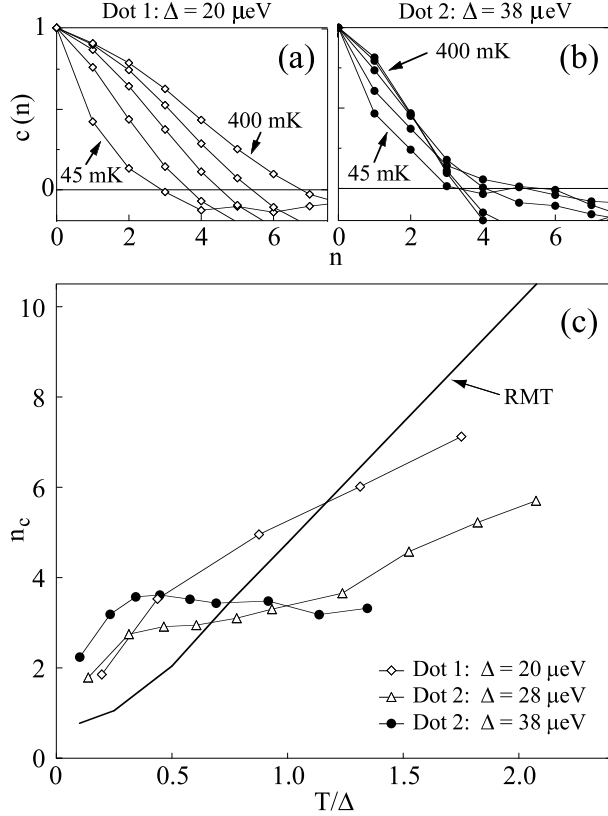 Dot 1: Δ = 20 μeV
Dot 2: Δ = 38 μeV
1
(a)
(b)
400 mK
c (n)
400 mK
45 mK
45 mK
0
0 2 4 6
0 2 4 6
n
10
(c)
8
RMT
6
n_c
4
2
Dot 1: Δ = 20 μeV
Dot 2: Δ = 28 μeV
Dot 2: Δ = 38 μeV
0
0 0.5 1.0 1.5 2.0
T/Δ